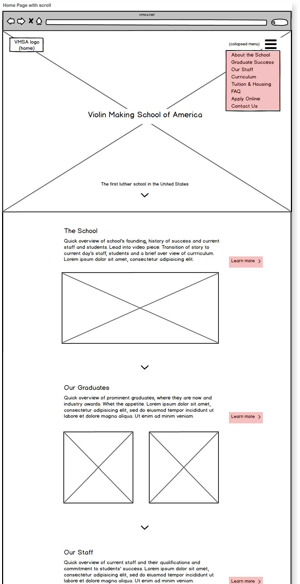 Home Page with scroll
vmsa.net
VMSA logo
(home)
(collapsed menu)
About the School
Graduate Success
Our Staff
Curriculum
Tuition & Housing
FAQ
Apply Online
Contact Us
Violin Making School of America
The first luthier school in the United States
The School
Quick overview of school's founding, history of success and current
staff and students. Lead into video piece. Transition of story to
current day's staff, students and a brief over view of curriculum.
Lorem ipsum dolor sit amet, consectetur adipisicing elit.
Learn more
Our Graduates
Quick overview of prominent graduates, where they are now and
industry awards. Whet the appetite. Lorem ipsum dolor sit amet,
consectetur adipisicing elit, sed do eiusmod tempor incididunt ut
labore et dolore magna aliqua. Ut enim ad minim veniam
Learn more
Our Staff
Quick overview of current staff and their qualifications and
commitment to students' success. Lorem ipsum dolor sit amet,
consectetur adipisicing elit, sed do eiusmod tempor incididunt ut
labore et dolore magna aliqua. Ut enim ad minim veniam
Learn more